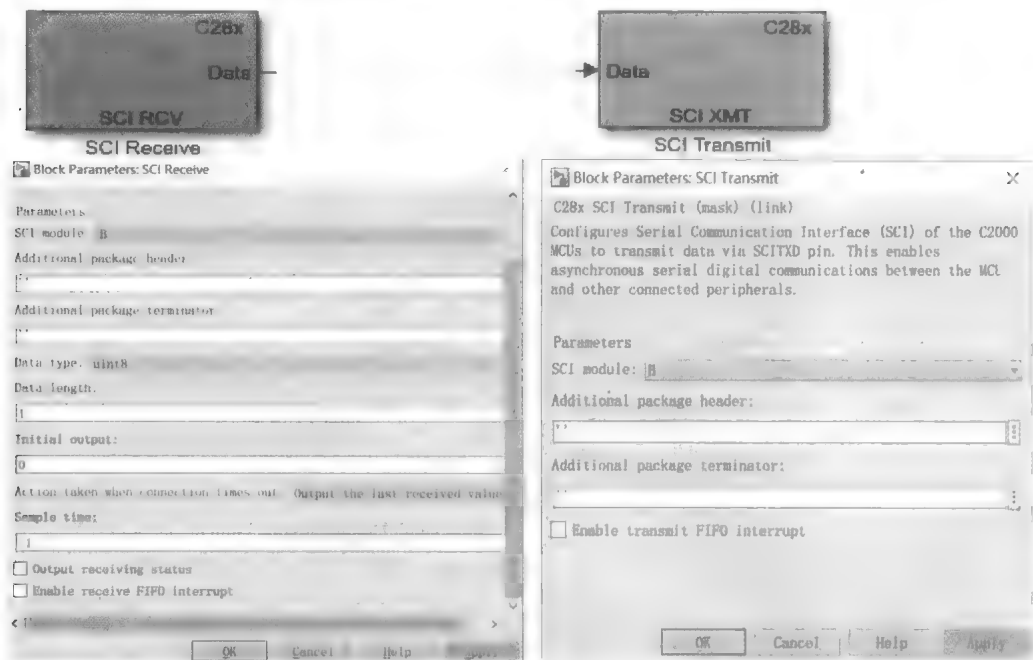 C28x
Data
SCI RCV
SCI Receive
C28x
Data
SCI XMT
SCI Transmit
Block Parameters: SCI Receive
Parameters
SCI module B
Additional package header
Additional package terminator
''
Data type: uint8
Data length:
1
Initial output:
0
Action taken when connection times out Output the last received value
Sample time:
Output receiving status
Enable receive FIFO interrupt
OK
Cancel
Help
Apply
Block Parameters: SCI Transmit
C28x SCI Transmit (mask) (link)
Configures Serial Communication Interface (SCI) of the C2000
MCUs to transmit data via SCITXD pin. This enables
asynchronous serial digital communications between the MCU
and other connected peripherals.
Parameters
SCI module: B
Additional package header:
''
Additional package terminator:
''
Enable transmit FIFO interrupt
OK
Cancel
Help
Apply